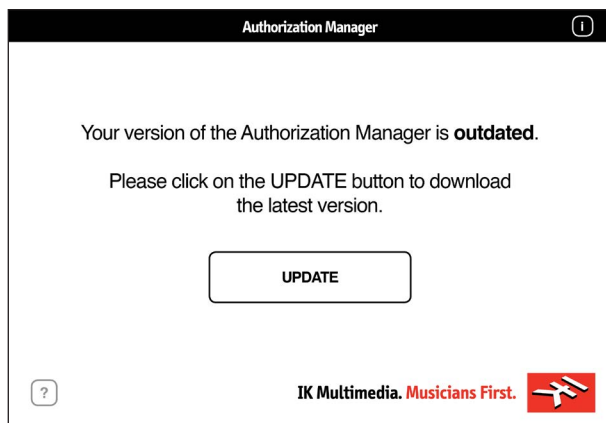 Authorization Manager
i
Your version of the Authorization Manager is outdated.
Please click on the UPDATE button to download
the latest version.
UPDATE
?
IK Multimedia. Musicians First.